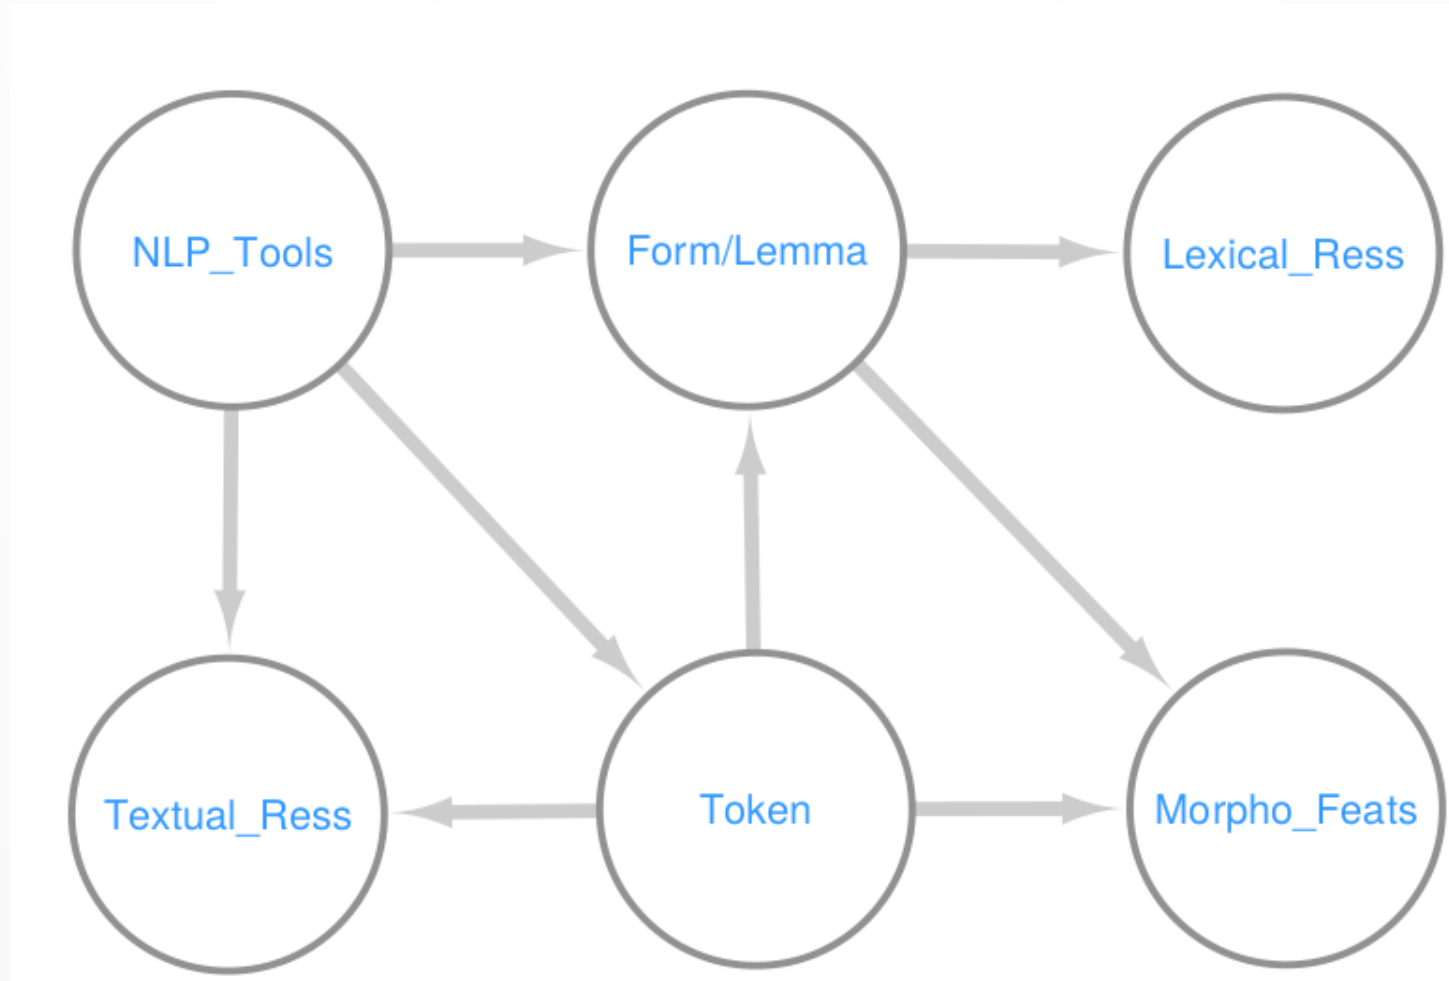 NLP_Tools
Form/Lemma
Lexical_Ress
Textual_Ress
Token
Morpho_Feats